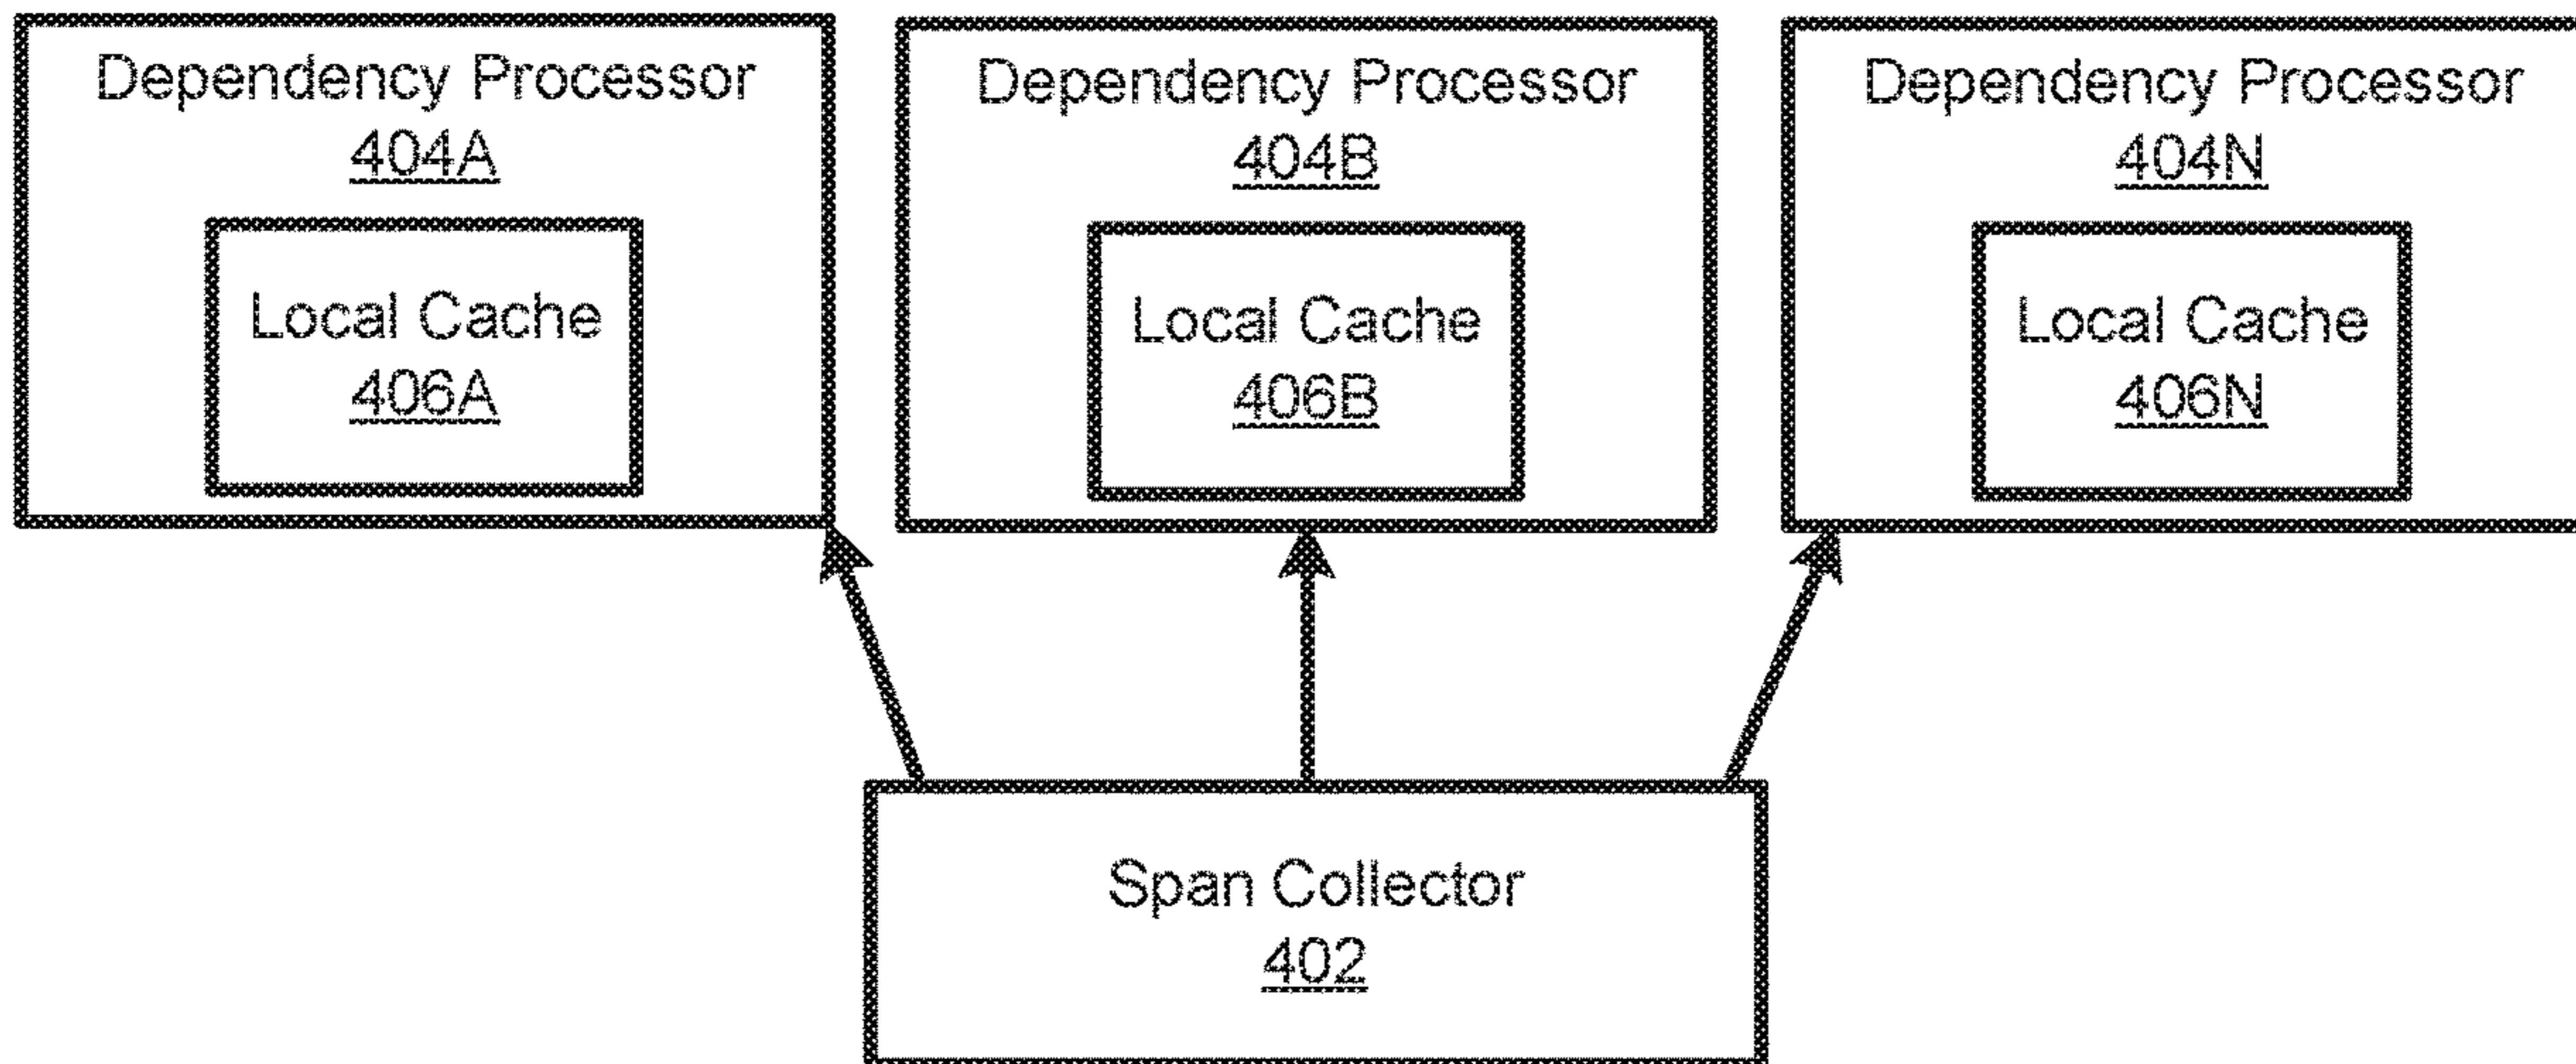 Dependency Processor
404A
Local Cache
406A
Dependency Processor
404B
Local Cache
406B
Dependency Processor
404N
Local Cache
406N
Span Collector
402